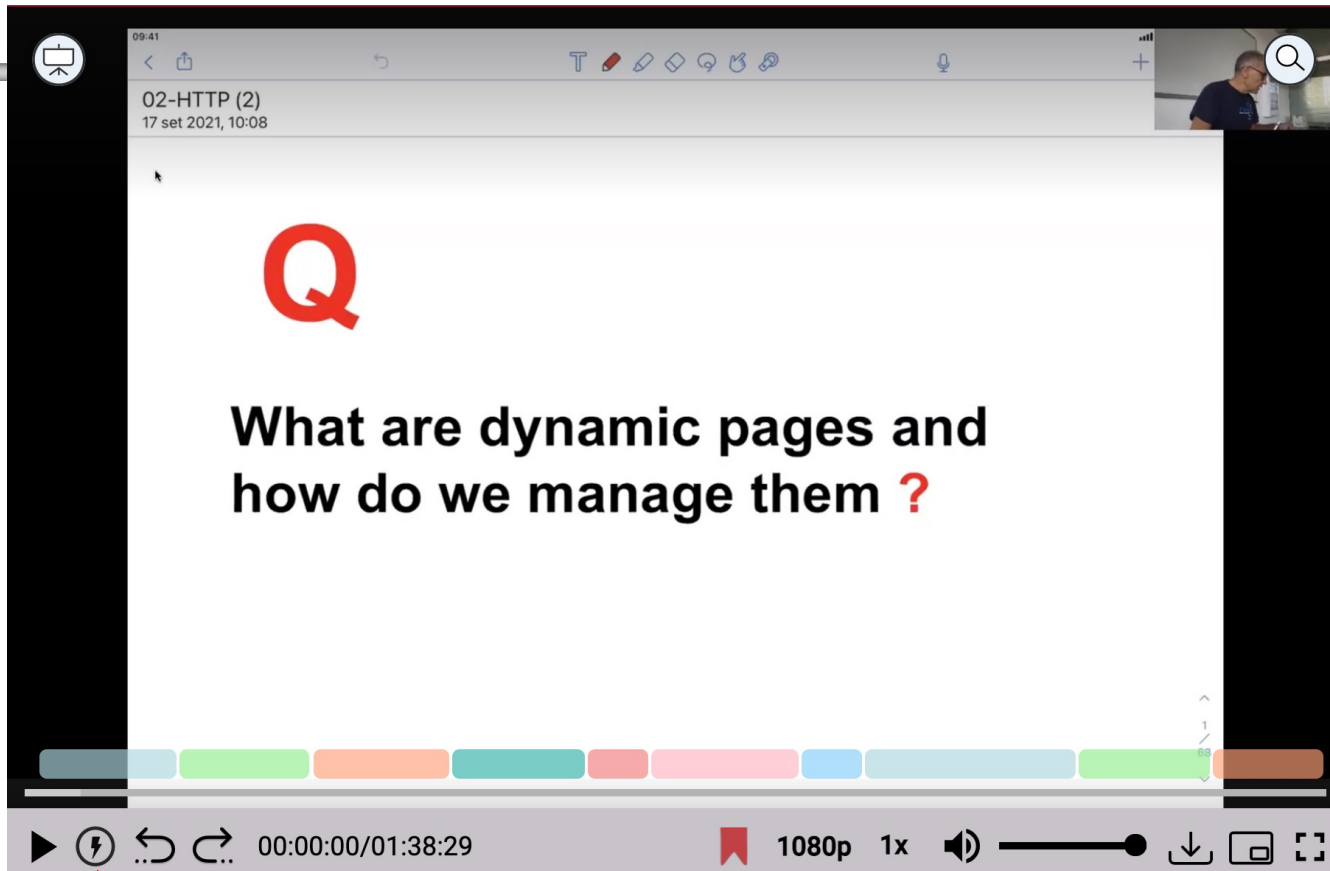 09:41
02-HTTP (2)
17 set 2021, 10:08
Q
What are dynamic pages and
how do we manage them ?
1
/
68
00:00:00/01:38:29
1080p
1x